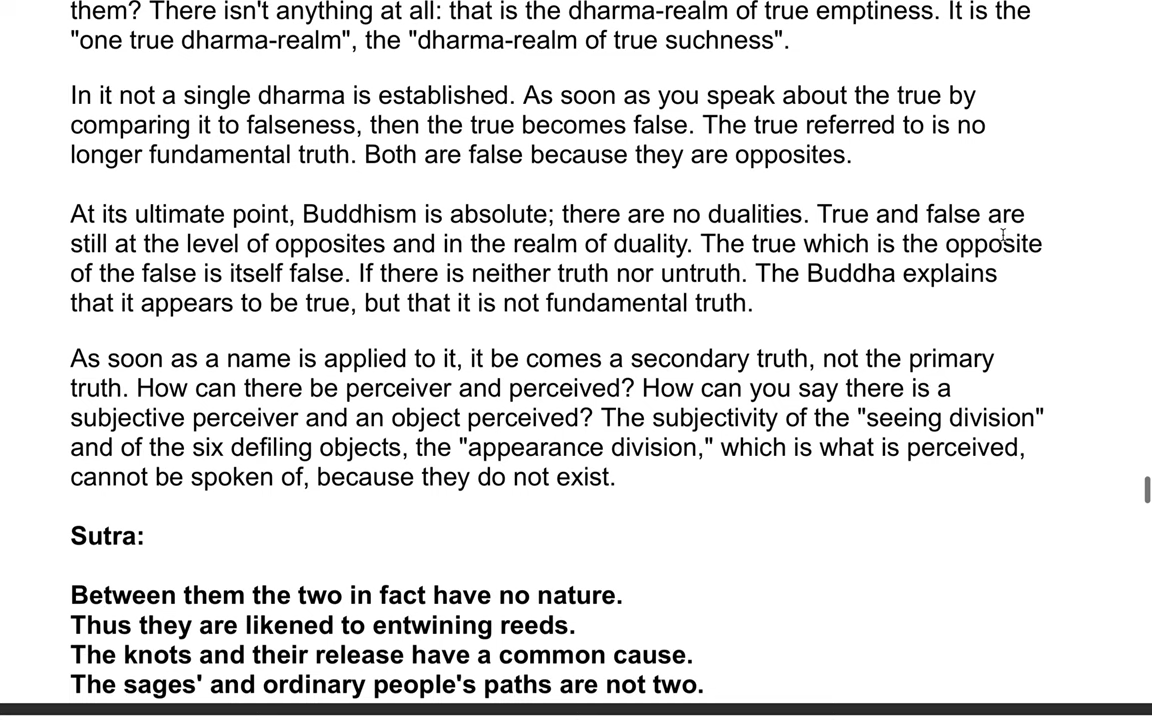 them? There isn't anything at all: that is the dharma-realm of true emptiness. It is the
"one true dharma-realm", the "dharma-realm of true suchness".
In it not a single dharma is established. As soon as you speak about the true by
comparing it to falseness, then the true becomes false. The true referred to is no
longer fundamental truth. Both are false because they are opposites.
At its ultimate point, Buddhism is absolute; there are no dualities. True and false are
still at the level of opposites and in the realm of duality. The true which is the opposite
of the false is itself false. If there is neither truth nor untruth. The Buddha explains
that it appears to be true, but that it is not fundamental truth.
As soon as a name is applied to it, it be comes a secondary truth, not the primary
truth. How can there be perceiver and perceived? How can you say there is a
subjective perceiver and an object perceived? The subjectivity of the "seeing division"
and of the six defiling objects, the "appearance division," which is what is perceived,
cannot be spoken of, because they do not exist.
Sutra:
Between them the two in fact have no nature.
Thus they are likened to entwining reeds.
The knots and their release have a common cause.
The sages' and ordinary people's paths are not two.